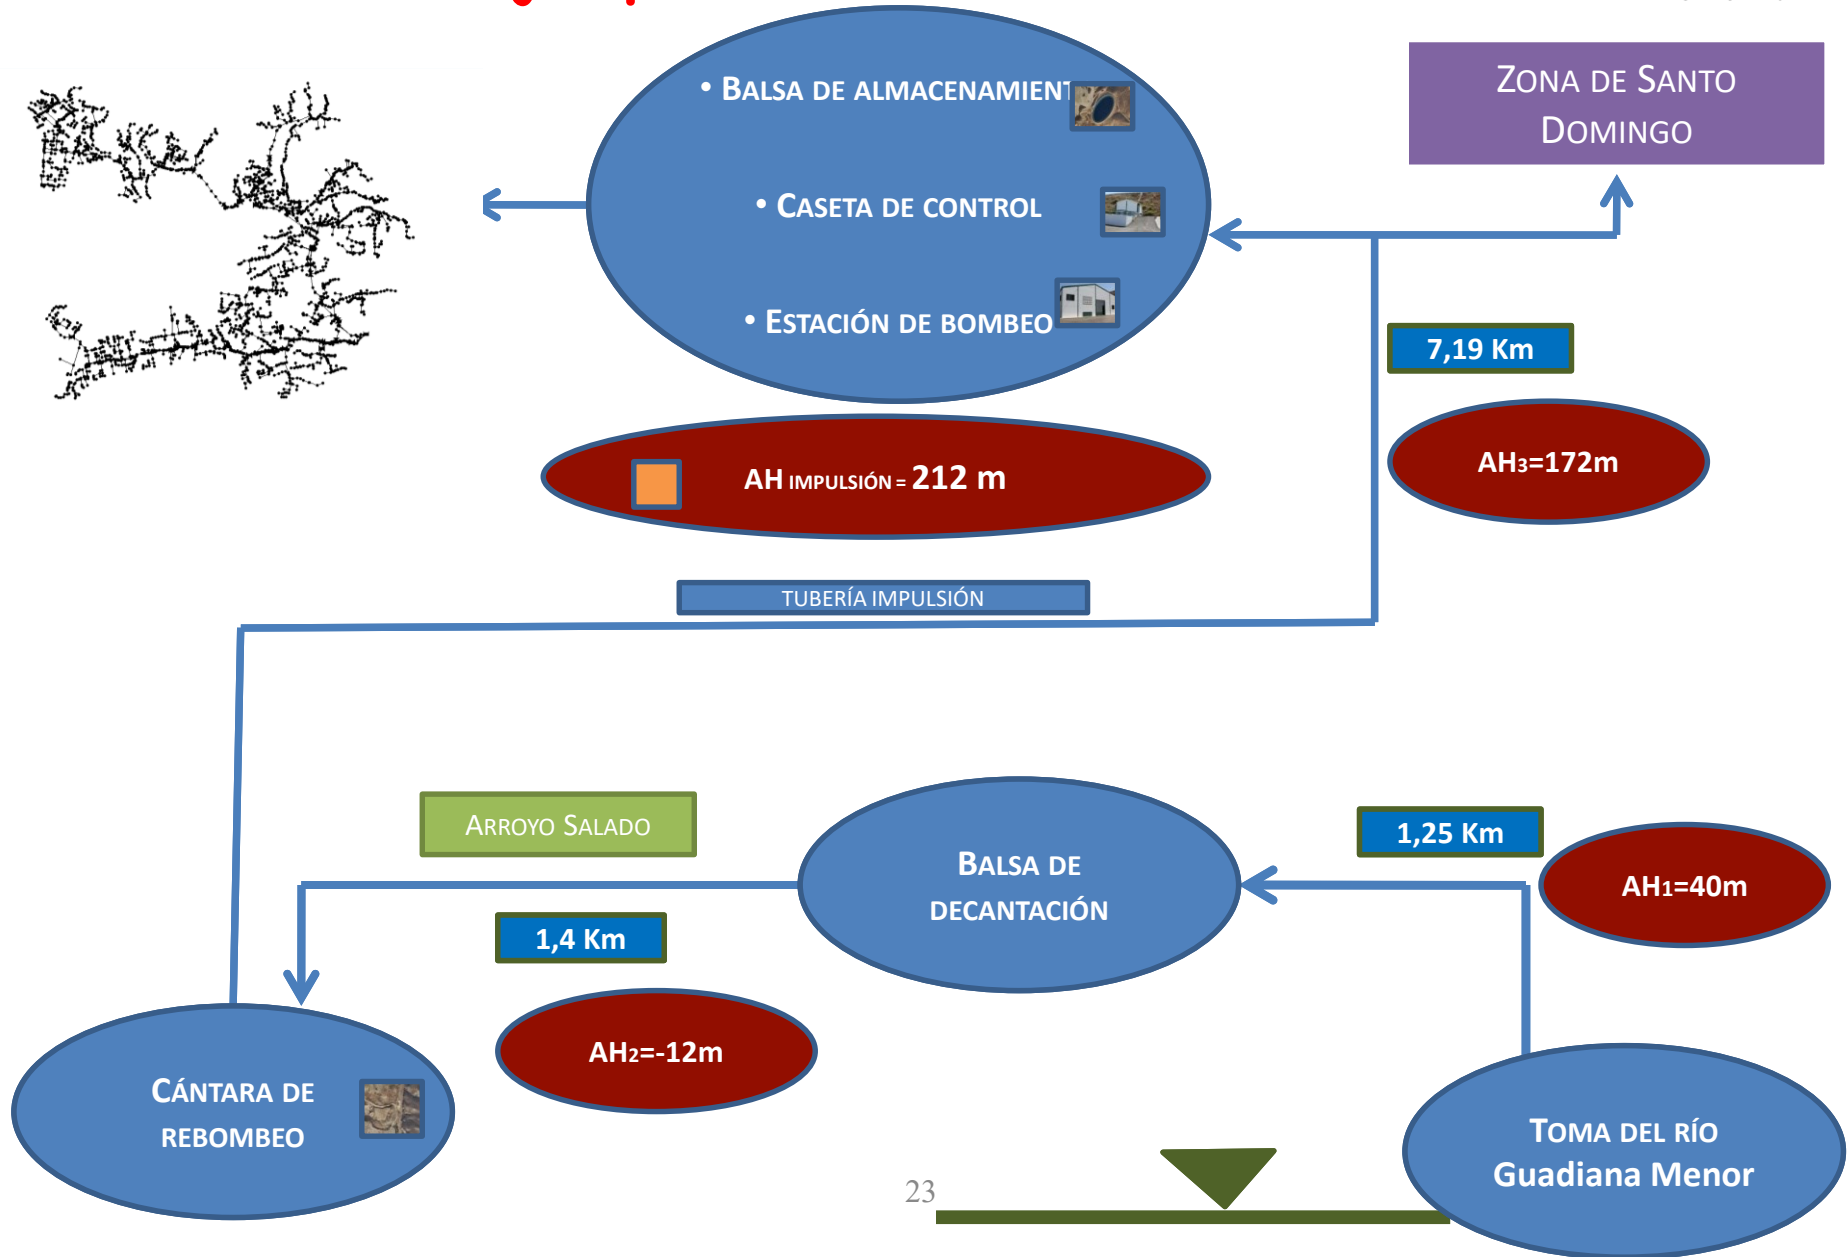 • BALSA DE ALMACENAMIENT
• CASETA DE CONTROL
• ESTACIÓN DE BOMBEO
ZONA DE SANTO
DOMINGO
7,19 Km
AH3=172m
AH IMPULSIÓN = 212 m
TUBERÍA IMPULSIÓN
ARROYO SALADO
1,4 Km
AH2=-12m
BALSA DE
DECANTACIÓN
1,25 Km
AH1=40m
CÁNTARA DE
REBOMBEO
TOMA DEL RÍO
Guadiana Menor
23